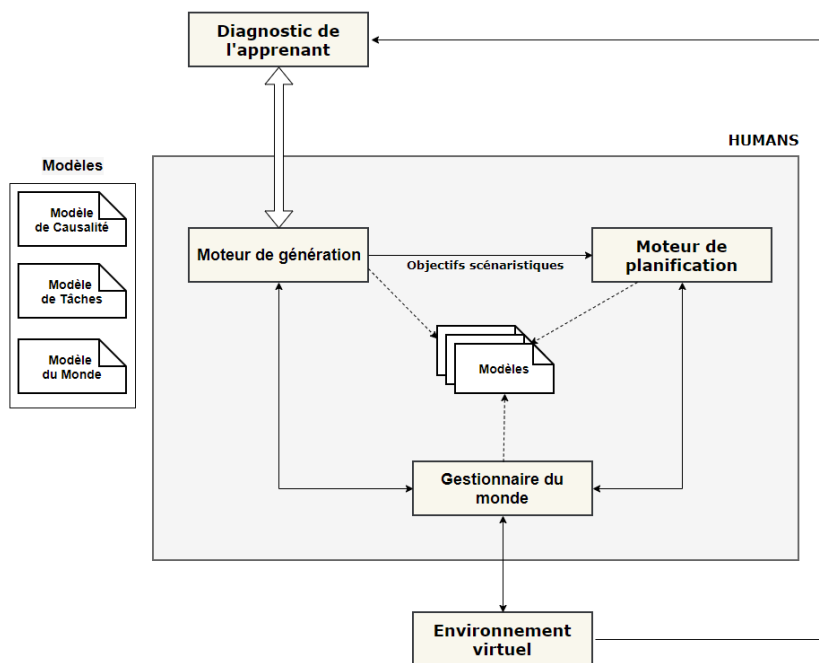 Diagnostic de
l'apprenant
HUMANS
Modèles
Modèle
de Causalité
Modèle
de Tâches
Modèle
du Monde
Moteur de génération
Objectifs scénaristiques
Moteur de
planification
Modèles
Gestionnaire du
monde
Environnement
virtuel